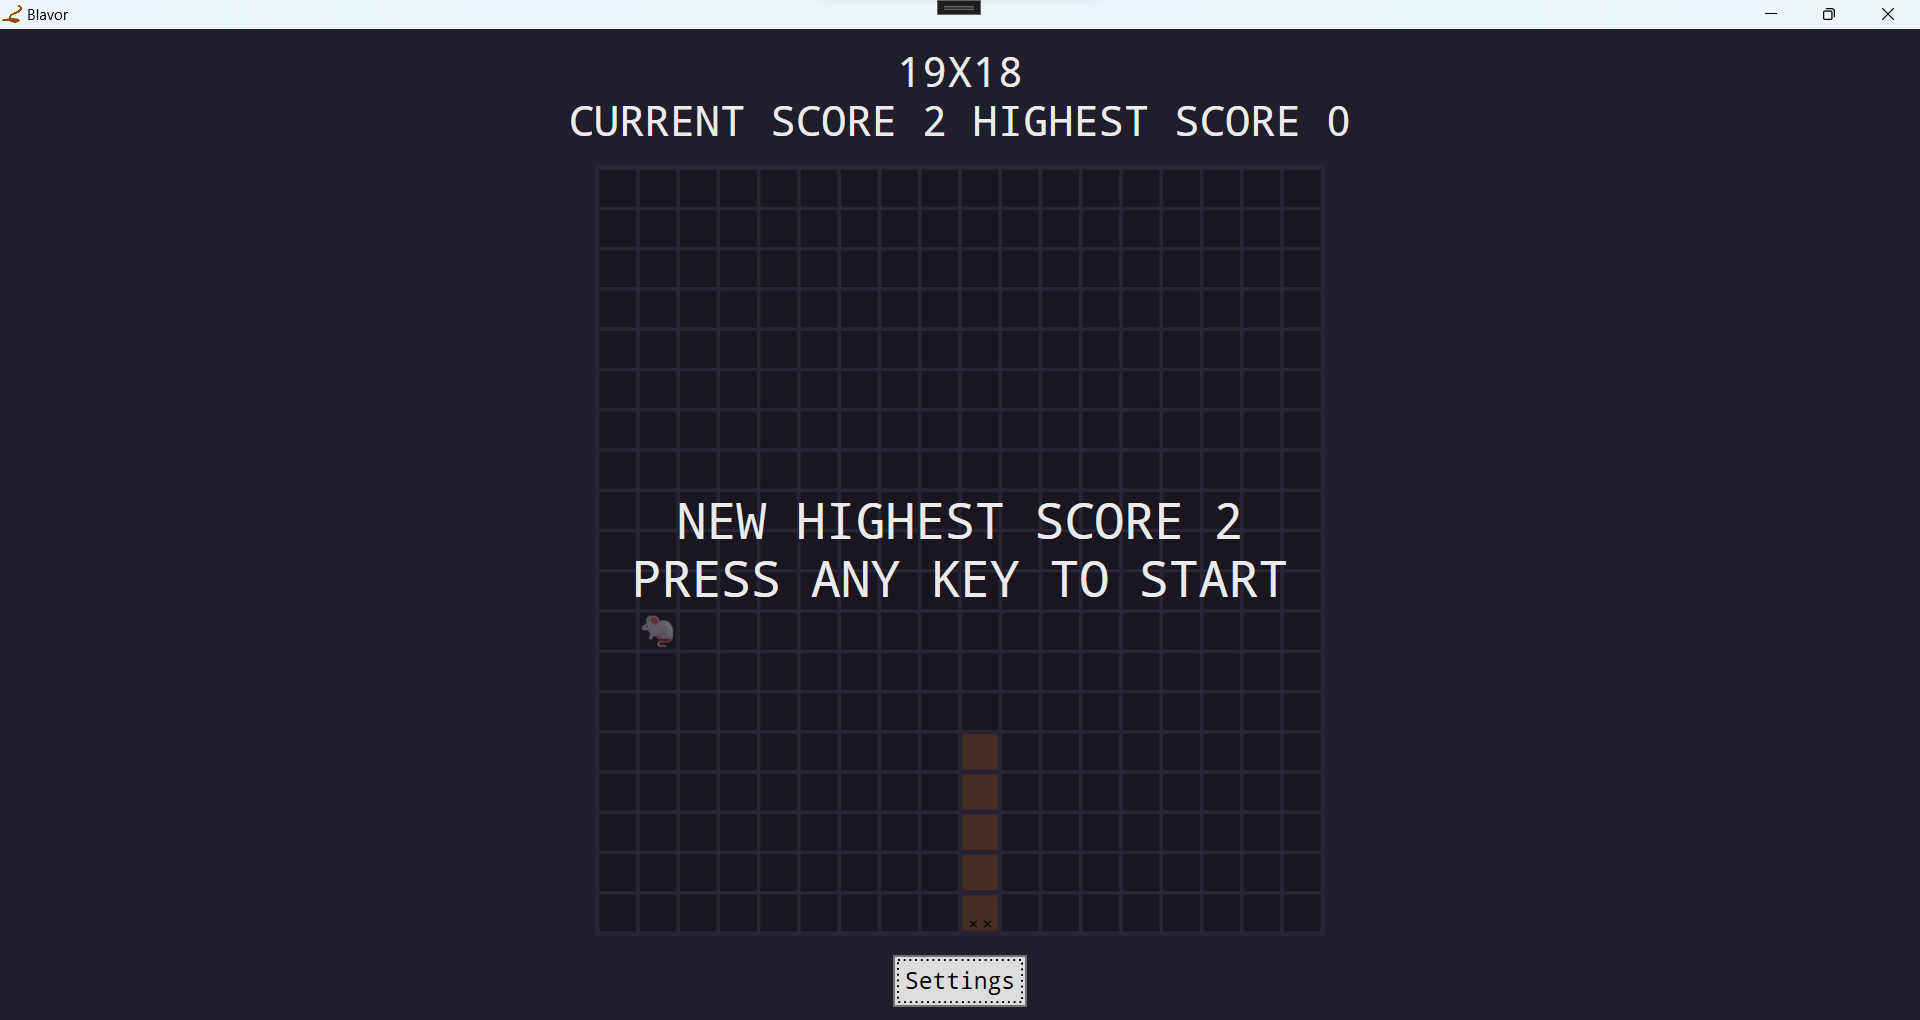 Blavor
19X18
CURRENT SCORE 2 HIGHEST SCORE 0
NEW HIGHEST SCORE 2
PRESS ANY KEY TO START
Settings